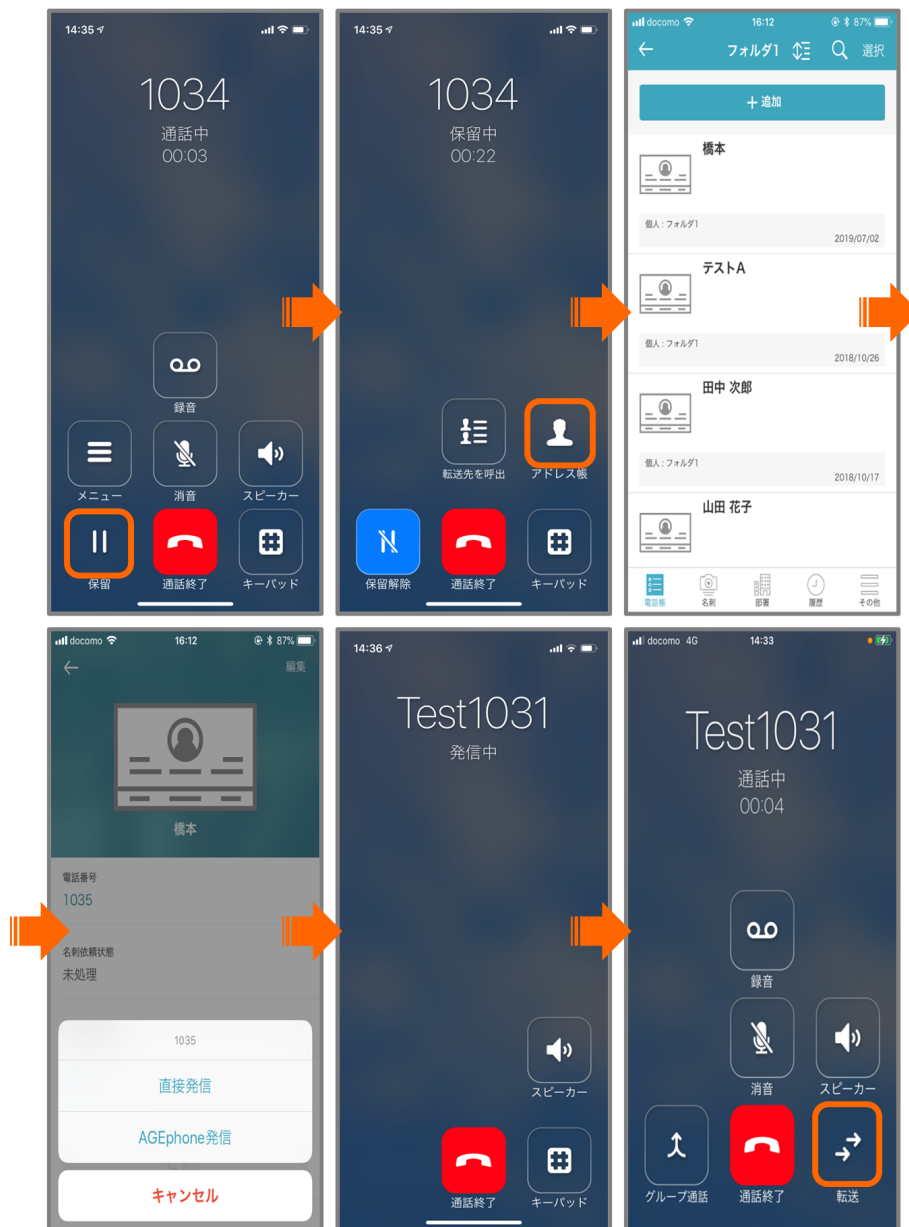 14:35
1034
通話中
00:03
録音
メニュー
消音
スピーカー
保留
通話終了
キーパッド
14:35
1034
保留中
00:22
転送先を呼出
アドレス帳
保留解除
通話終了
キーパッド
docomo 16:12 87%
フォルダ1 選択
+ 追加
橋本
個人 : フォルダ1
2019/07/02
テストA
個人 : フォルダ1
2018/10/26
田中 次郎
個人 : フォルダ1
2018/10/17
山田 花子
電話帳
名刺
部署
履歴
その他
docomo 16:12 87%
編集
橋本
電話番号
1035
名刺依頼状態
未処理
1035
直接発信
AGEphone発信
キャンセル
14:36
Test1031
発信中
スピーカー
通話終了
キーパッド
docomo 4G 14:33
Test1031
通話中
00:04
録音
消音
スピーカー
グループ通話
通話終了
転送